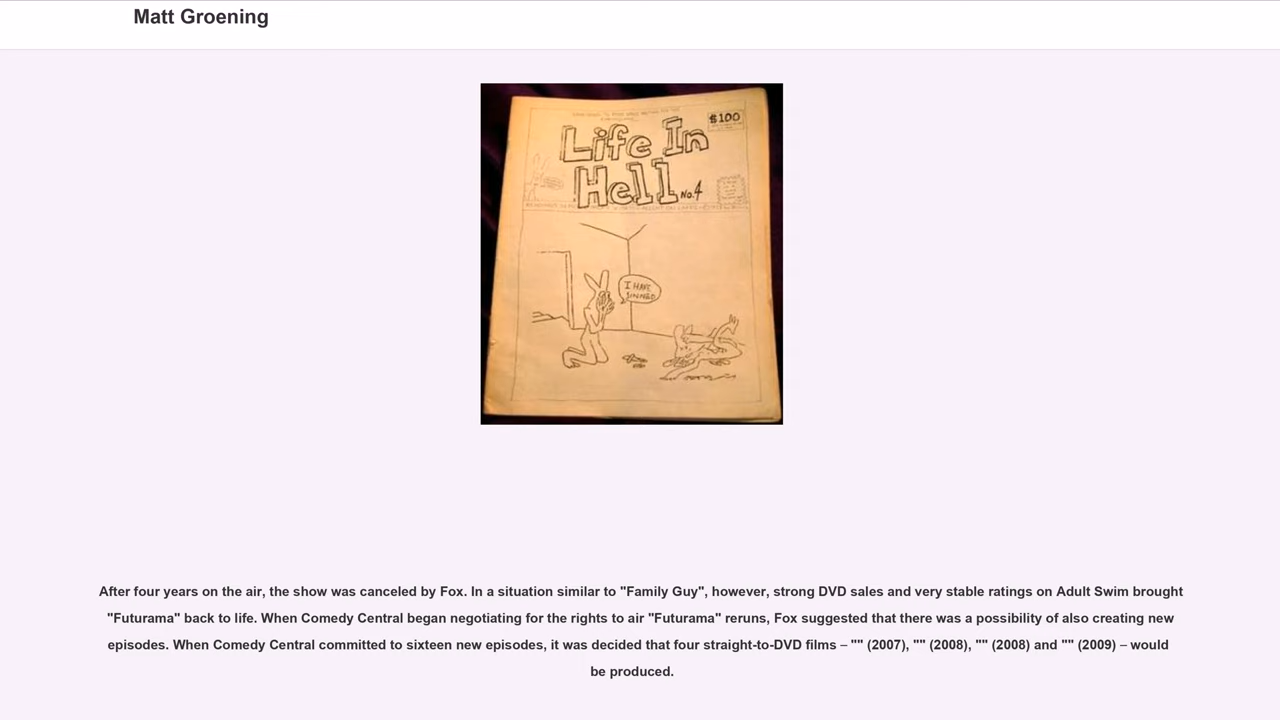 Matt Groening
$100
Life In
Hell No.4
I HAVE
SINNED
After four years on the air, the show was canceled by Fox. In a situation similar to "Family Guy", however, strong DVD sales and very stable ratings on Adult Swim brought
"Futurama" back to life. When Comedy Central began negotiating for the rights to air "Futurama" reruns, Fox suggested that there was a possibility of also creating new
episodes. When Comedy Central committed to sixteen new episodes, it was decided that four straight-to-DVD films – "" (2007), "" (2008), "" (2008) and "" (2009) – would
be produced.